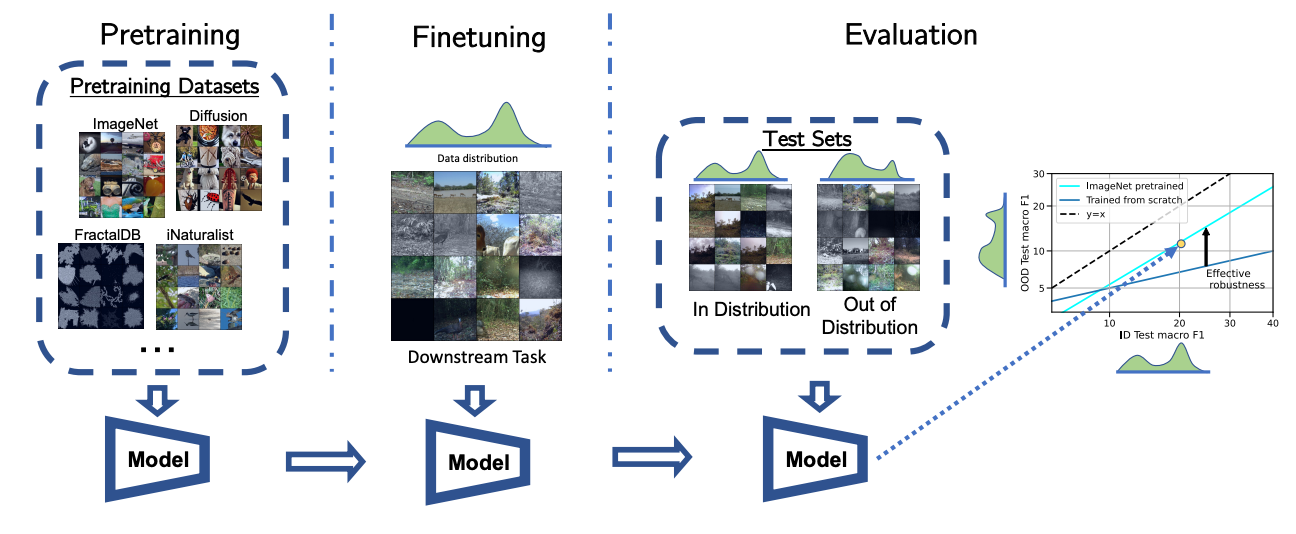 Pretraining
Finetuning
Evaluation
Pretraining Datasets
ImageNet
Diffusion
FractalDB
iNaturalist
...
Model
Data distribution
Downstream Task
Model
Test Sets
In Distribution
Out of
Distribution
Model
OOD Test macro F1
30
20
10
5
ImageNet pretrained
Trained from scratch
y=x
Effective
robustness
10
20
30
40
ID Test macro F1